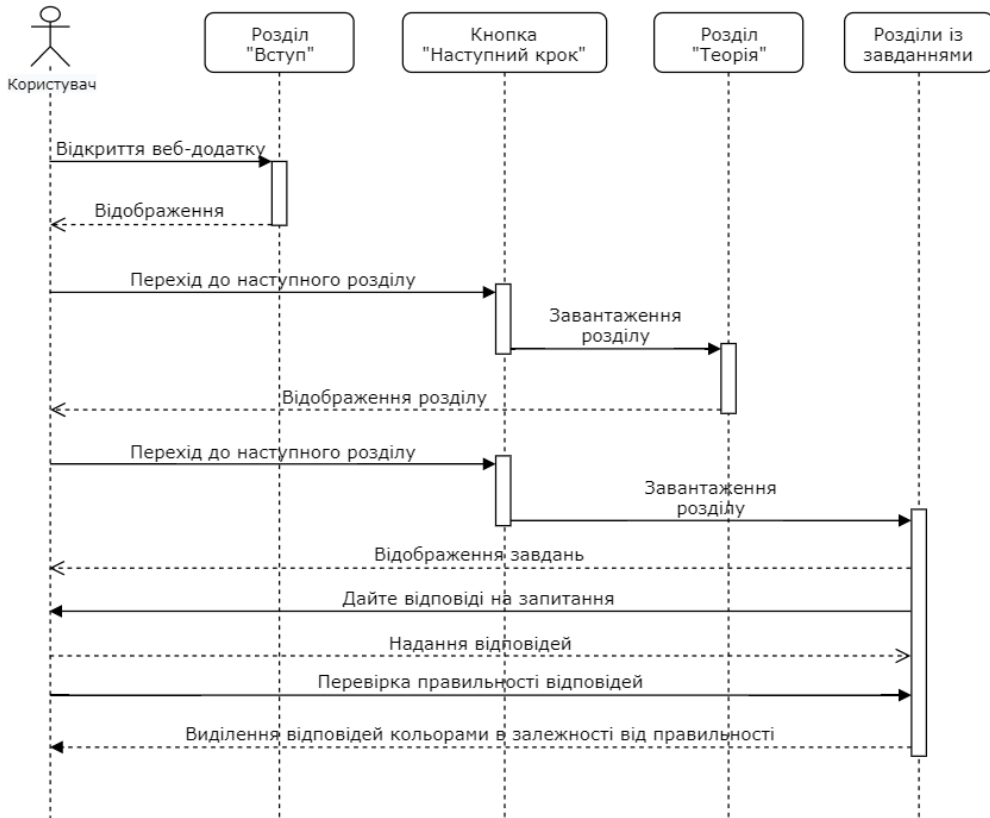 Користувач
Розділ
"Вступ"
Кнопка
"Наступний крок"
Розділ
"Теорія"
Розділи із
завданнями
Відкриття веб-додатку
Відображення
Перехід до наступного розділу
Завантаження
розділу
Відображення розділу
Перехід до наступного розділу
Завантаження
розділу
Відображення завдань
Дайте відповіді на запитання
Надання відповідей
Перевірка правильності відповідей
Виділення відповідей кольорами в залежності від правильності